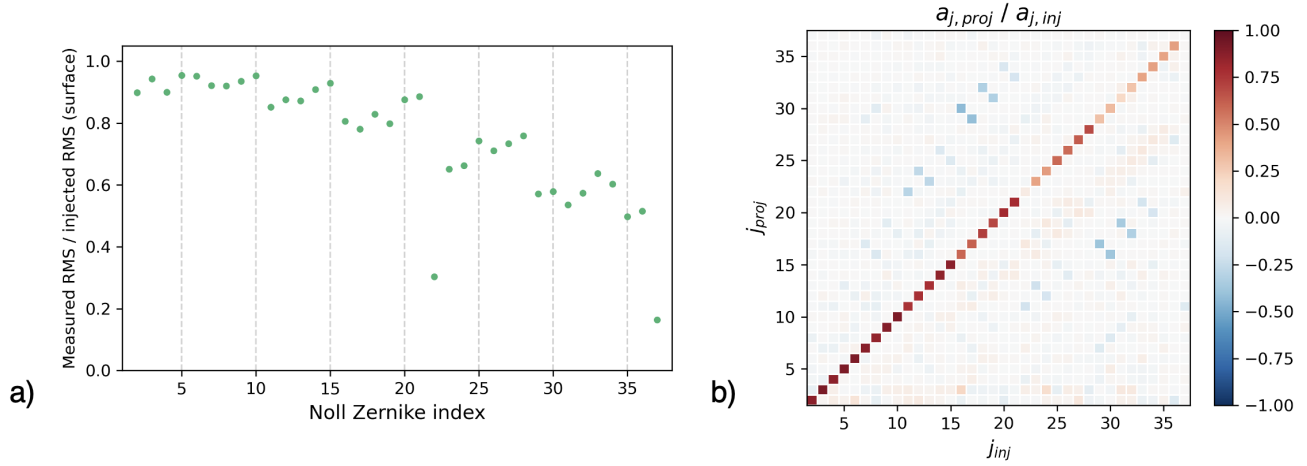 a)
Measured RMS / injected RMS (surface)
1.0
0.8
0.6
0.4
0.2
0.0
5 10 15 20 25 30 35
Noll Zernike index
b)
a_{j, proj} / a_{j, inj}
j_{proj}
35
30
25
20
15
10
5
5 10 15 20 25 30 35
j_{inj}
1.00
0.75
0.50
0.25
0.00
−0.25
−0.50
−0.75
−1.00